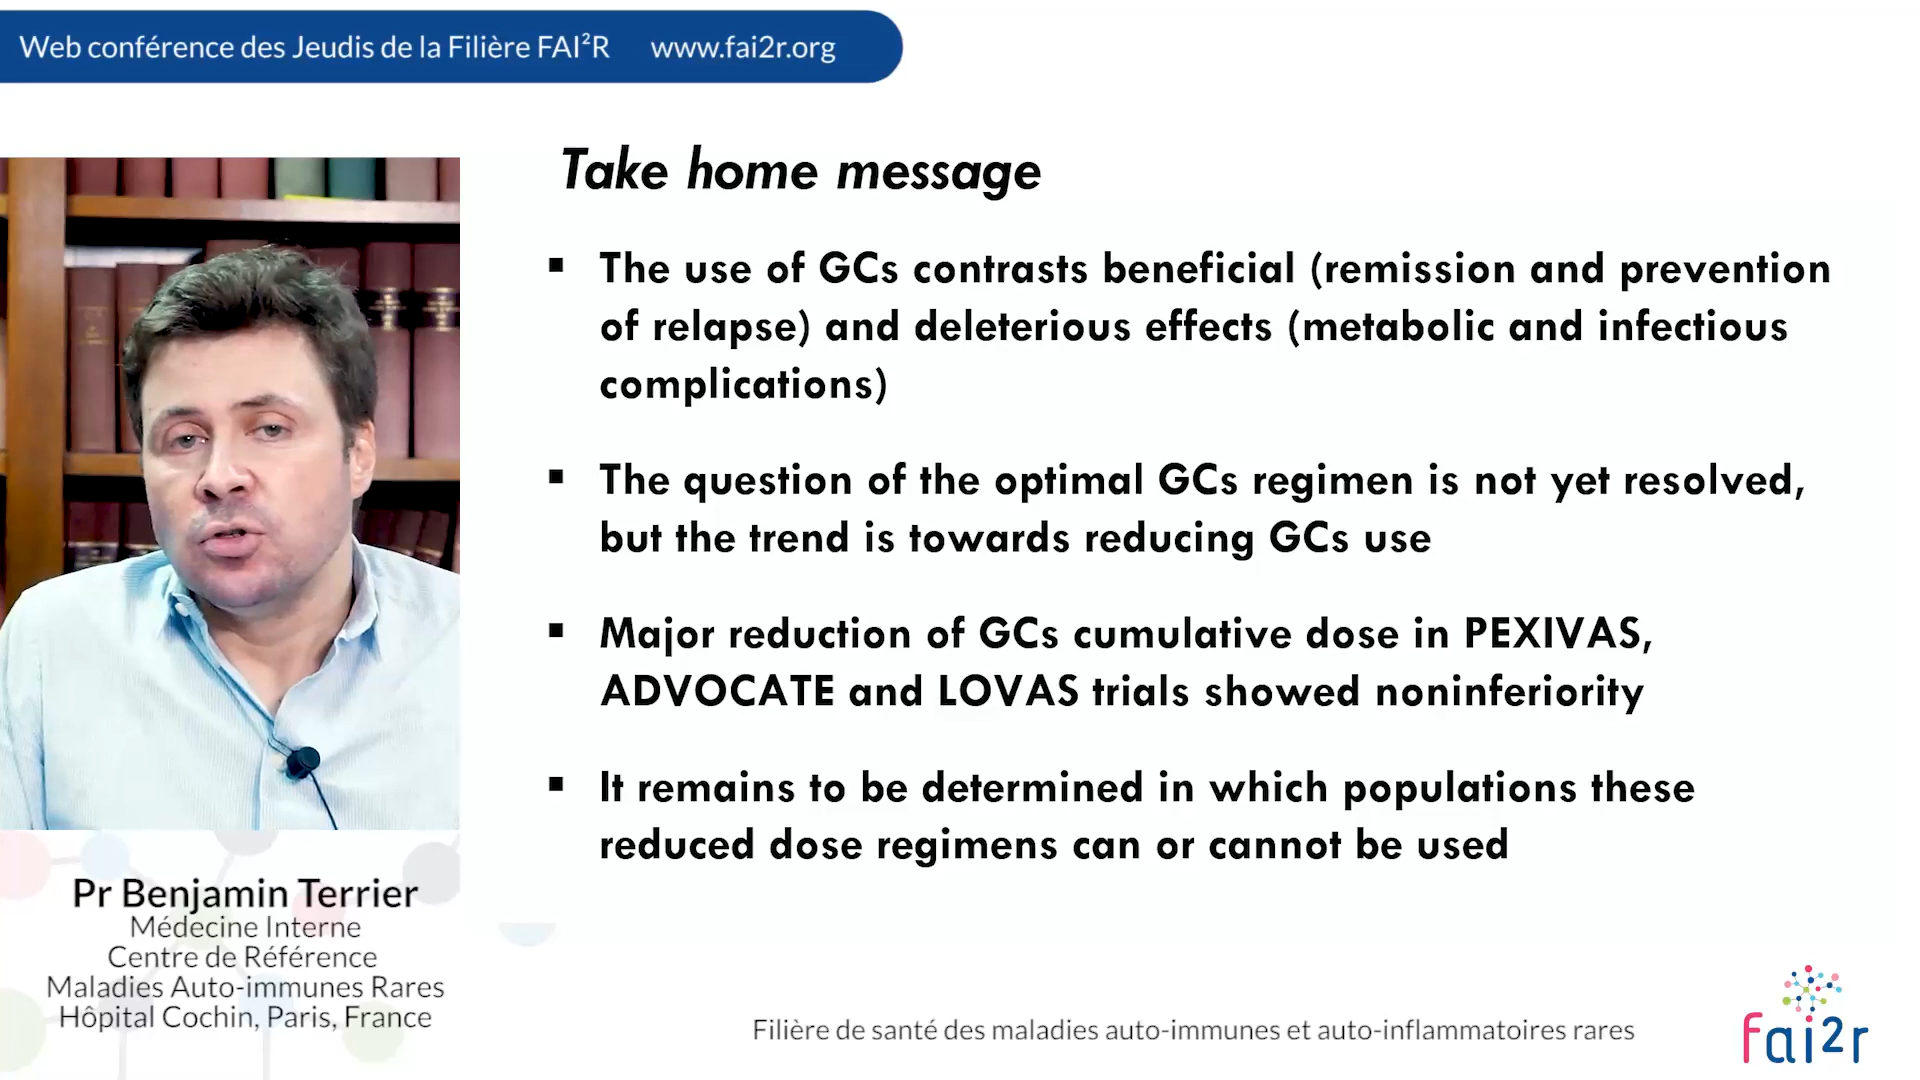 Web conférence des Jeudis de la Filière FAI²R www.fai2r.org
Take home message
▪ The use of GCs contrasts beneficial (remission and prevention
of relapse) and deleterious effects (metabolic and infectious
complications)
▪ The question of the optimal GCs regimen is not yet resolved,
but the trend is towards reducing GCs use
▪ Major reduction of GCs cumulative dose in PEXIVAS,
ADVOCATE and LOVAS trials showed noninferiority
▪ It remains to be determined in which populations these
reduced dose regimens can or cannot be used
Pr Benjamin Terrier
Médecine Interne
Centre de Référence
Maladies Auto-immunes Rares
Hôpital Cochin, Paris, France
Filière de santé des maladies auto-immunes et auto-inflammatoires rares
fai2r